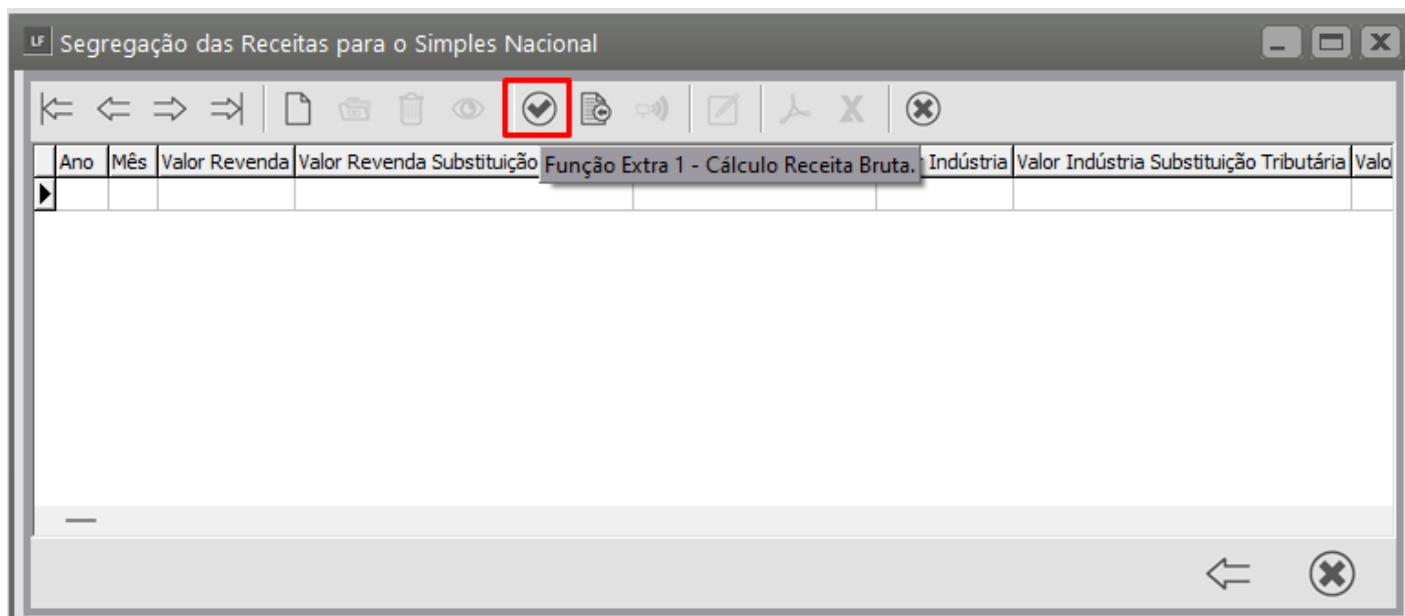 LF Segregação das Receitas para o Simples Nacional
Ano Mês Valor Revenda Valor Revenda Substituição Indústria Valor Indústria Substituição Tributária Valo
Função Extra 1 - Cálculo Receita Bruta.